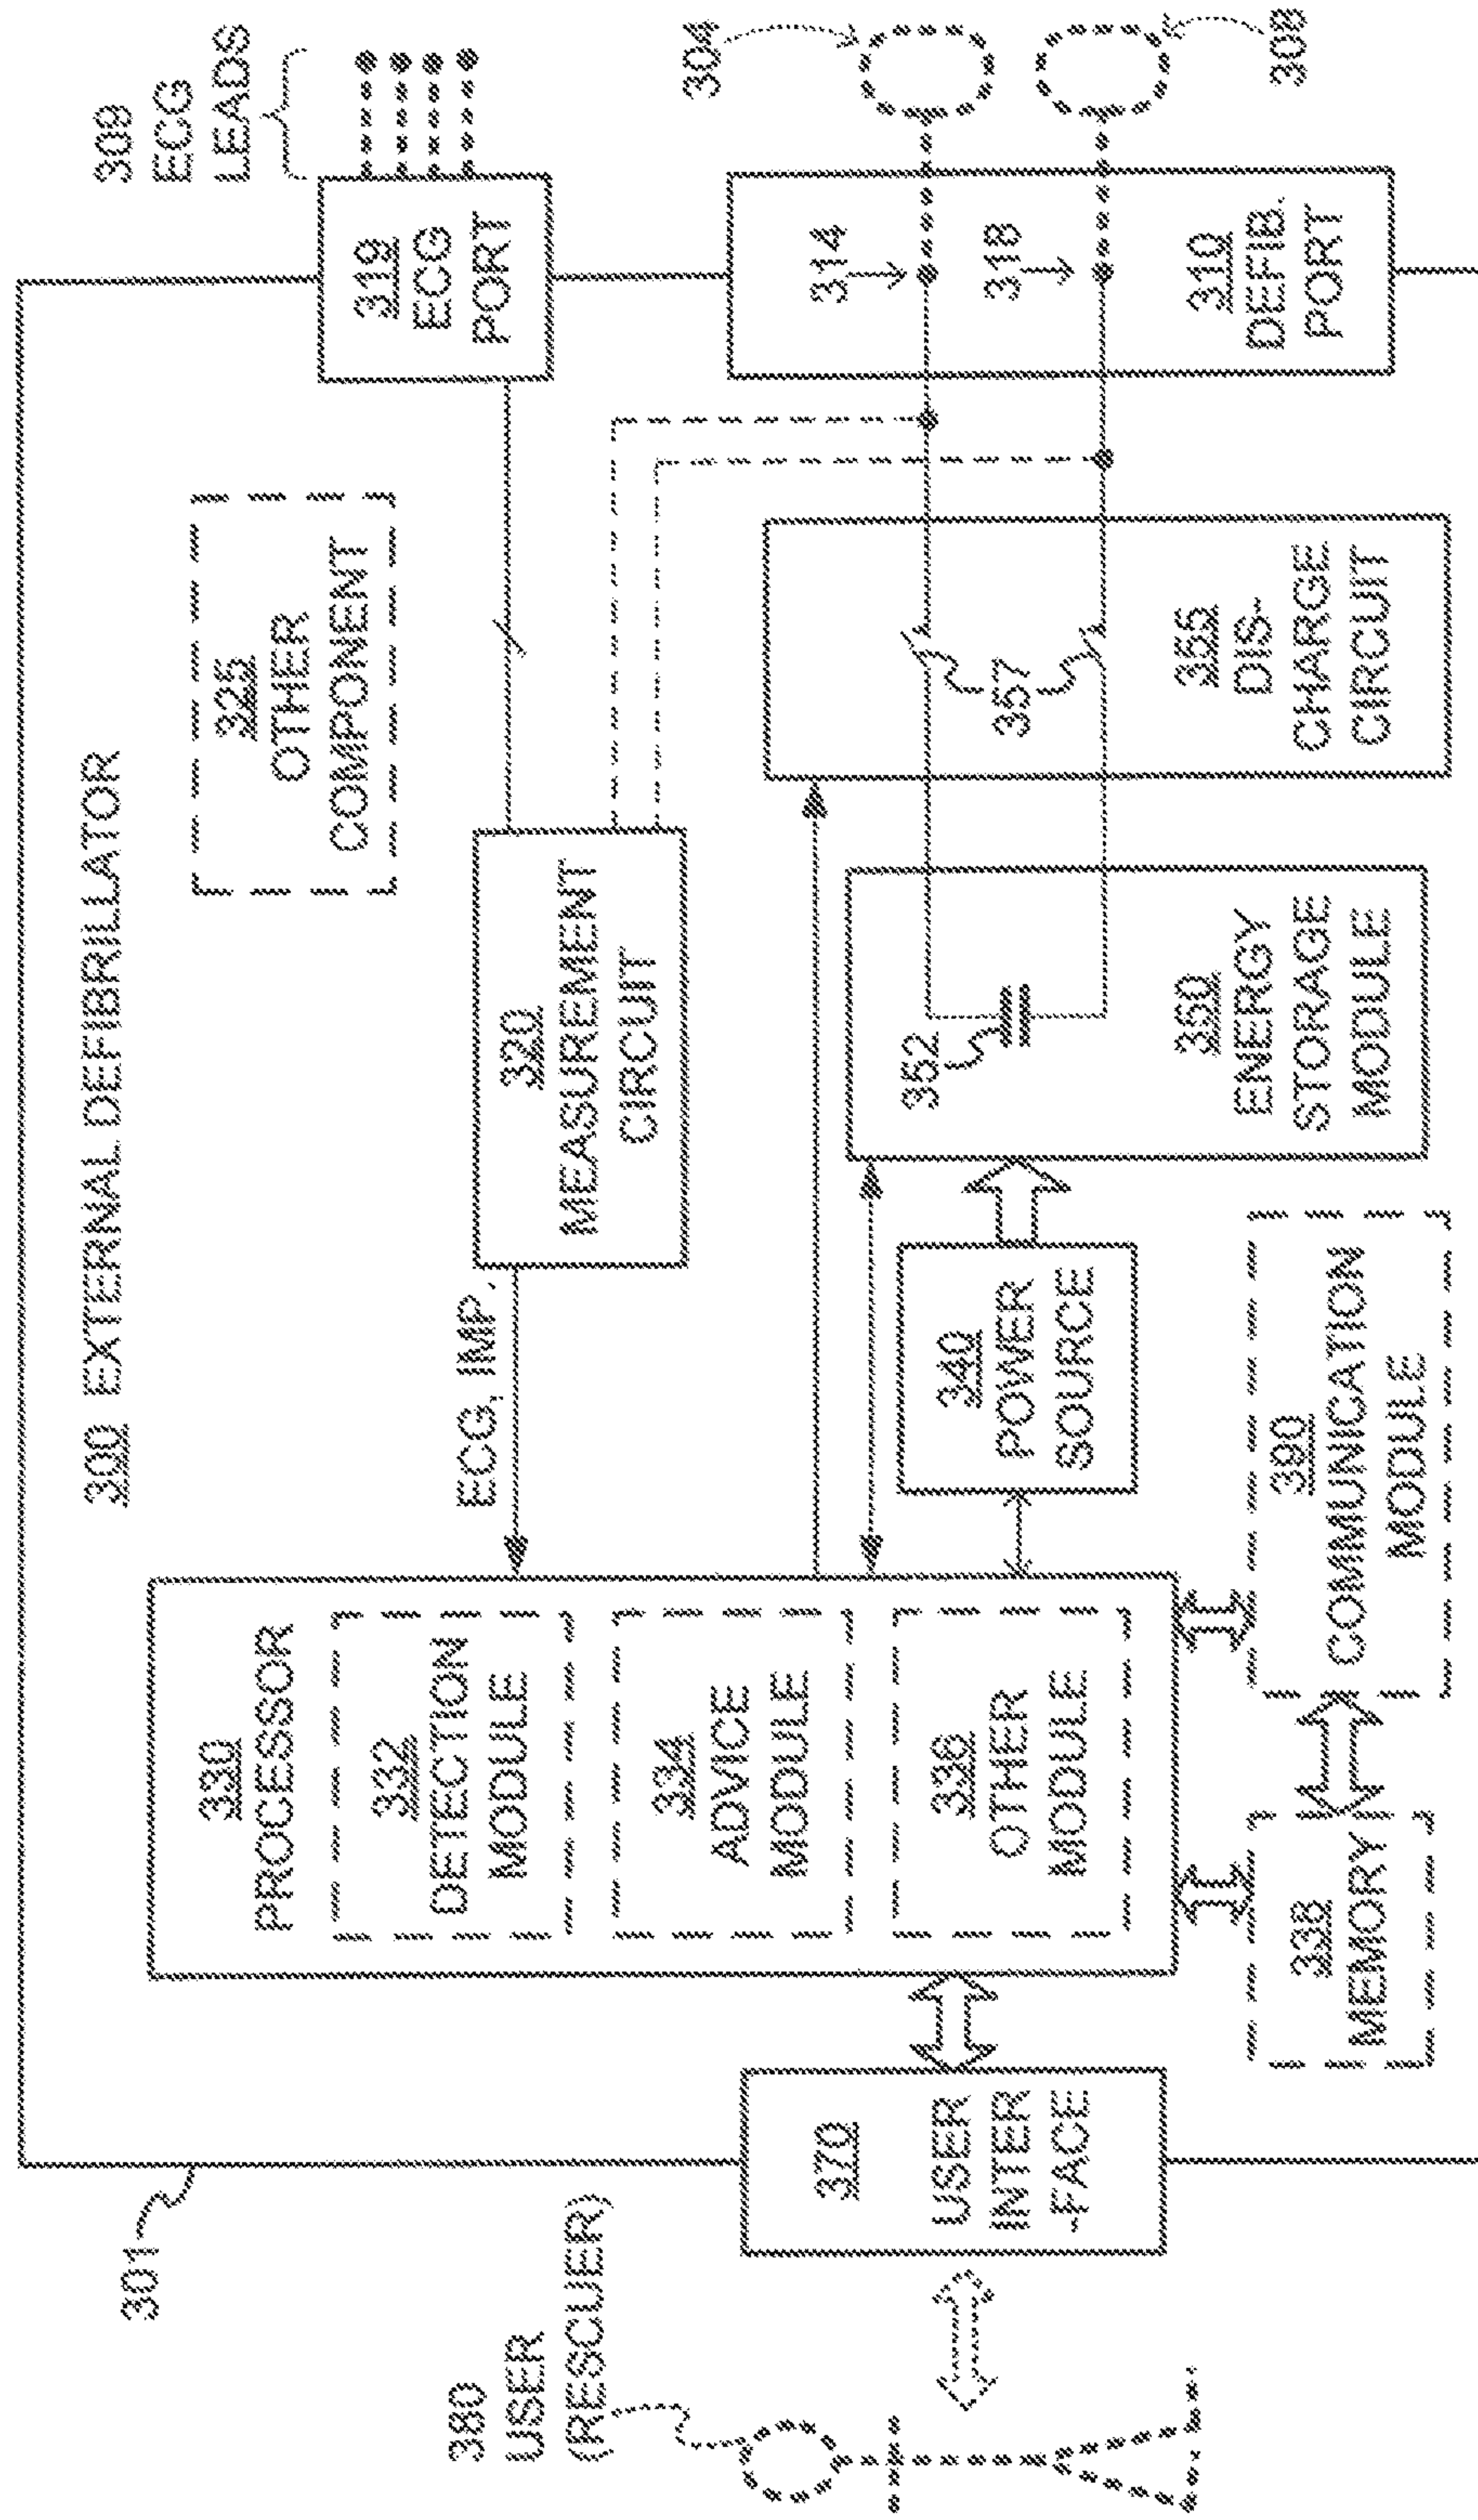 300 EXTERNAL DEFIBRILLATOR
301
309
ECG
LEADS
319
ECG
PORT
325
OTHER
COMPONENT
330
PROCESSOR
332
DETECTION
MODULE
334
ADVICE
MODULE
336
OTHER
MODULE
ECG, IMP.
320
MEASUREMENT
CIRCUIT
380
USER
(RESCUER)
370
USER
INTER
-FACE
340
POWER
SOURCE
352
350
ENERGY
STORAGE
MODULE
357
355
DIS-
CHARGE
CIRCUIT
314
318
310
DEFIB.
PORT
304
308
338
MEMORY
390
COMMUNICATION
MODULE